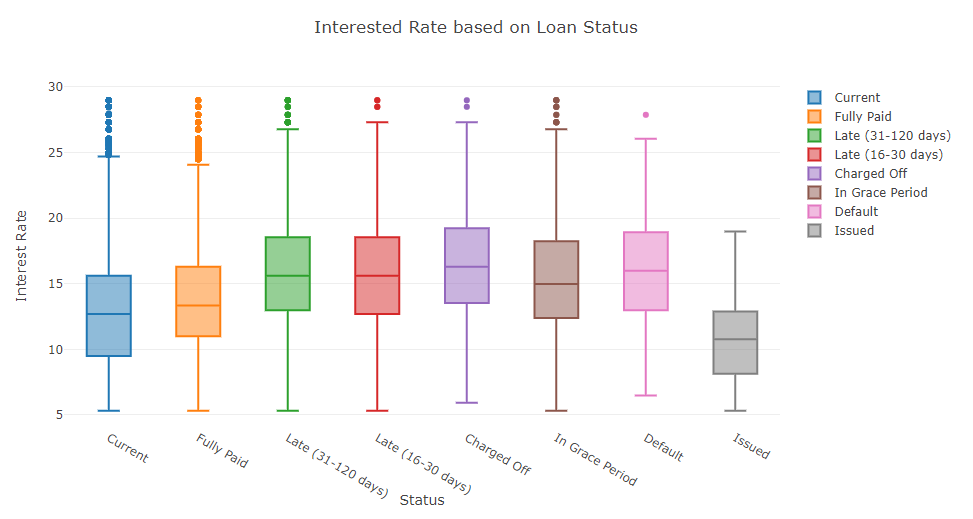 Interested Rate based on Loan Status
30
25
20
15
10
5
Interest Rate
Current
Fully Paid
Late (31-120 days)
Late (16-30 days)
Charged Off
In Grace Period
Default
Issued
Status
Current
Fully Paid
Late (31-120 days)
Late (16-30 days)
Charged Off
In Grace Period
Default
Issued